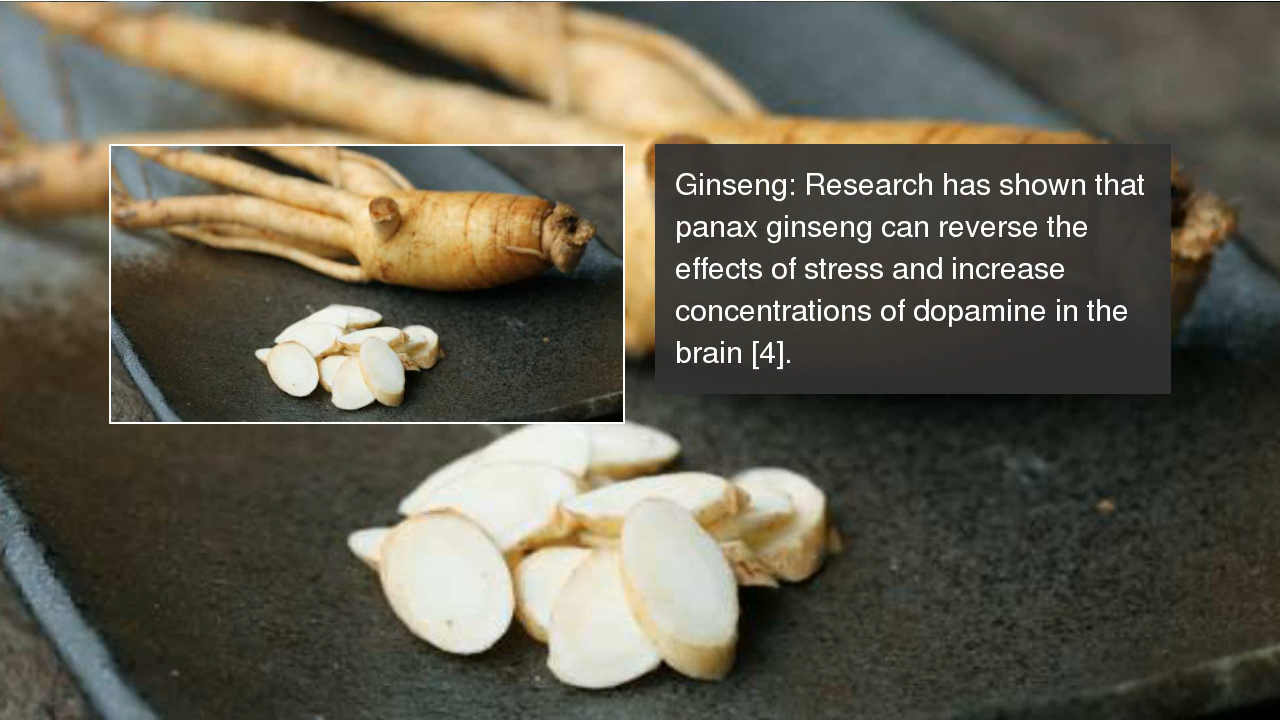 Ginseng: Research has shown that
panax ginseng can reverse the
effects of stress and increase
concentrations of dopamine in the
brain [4].